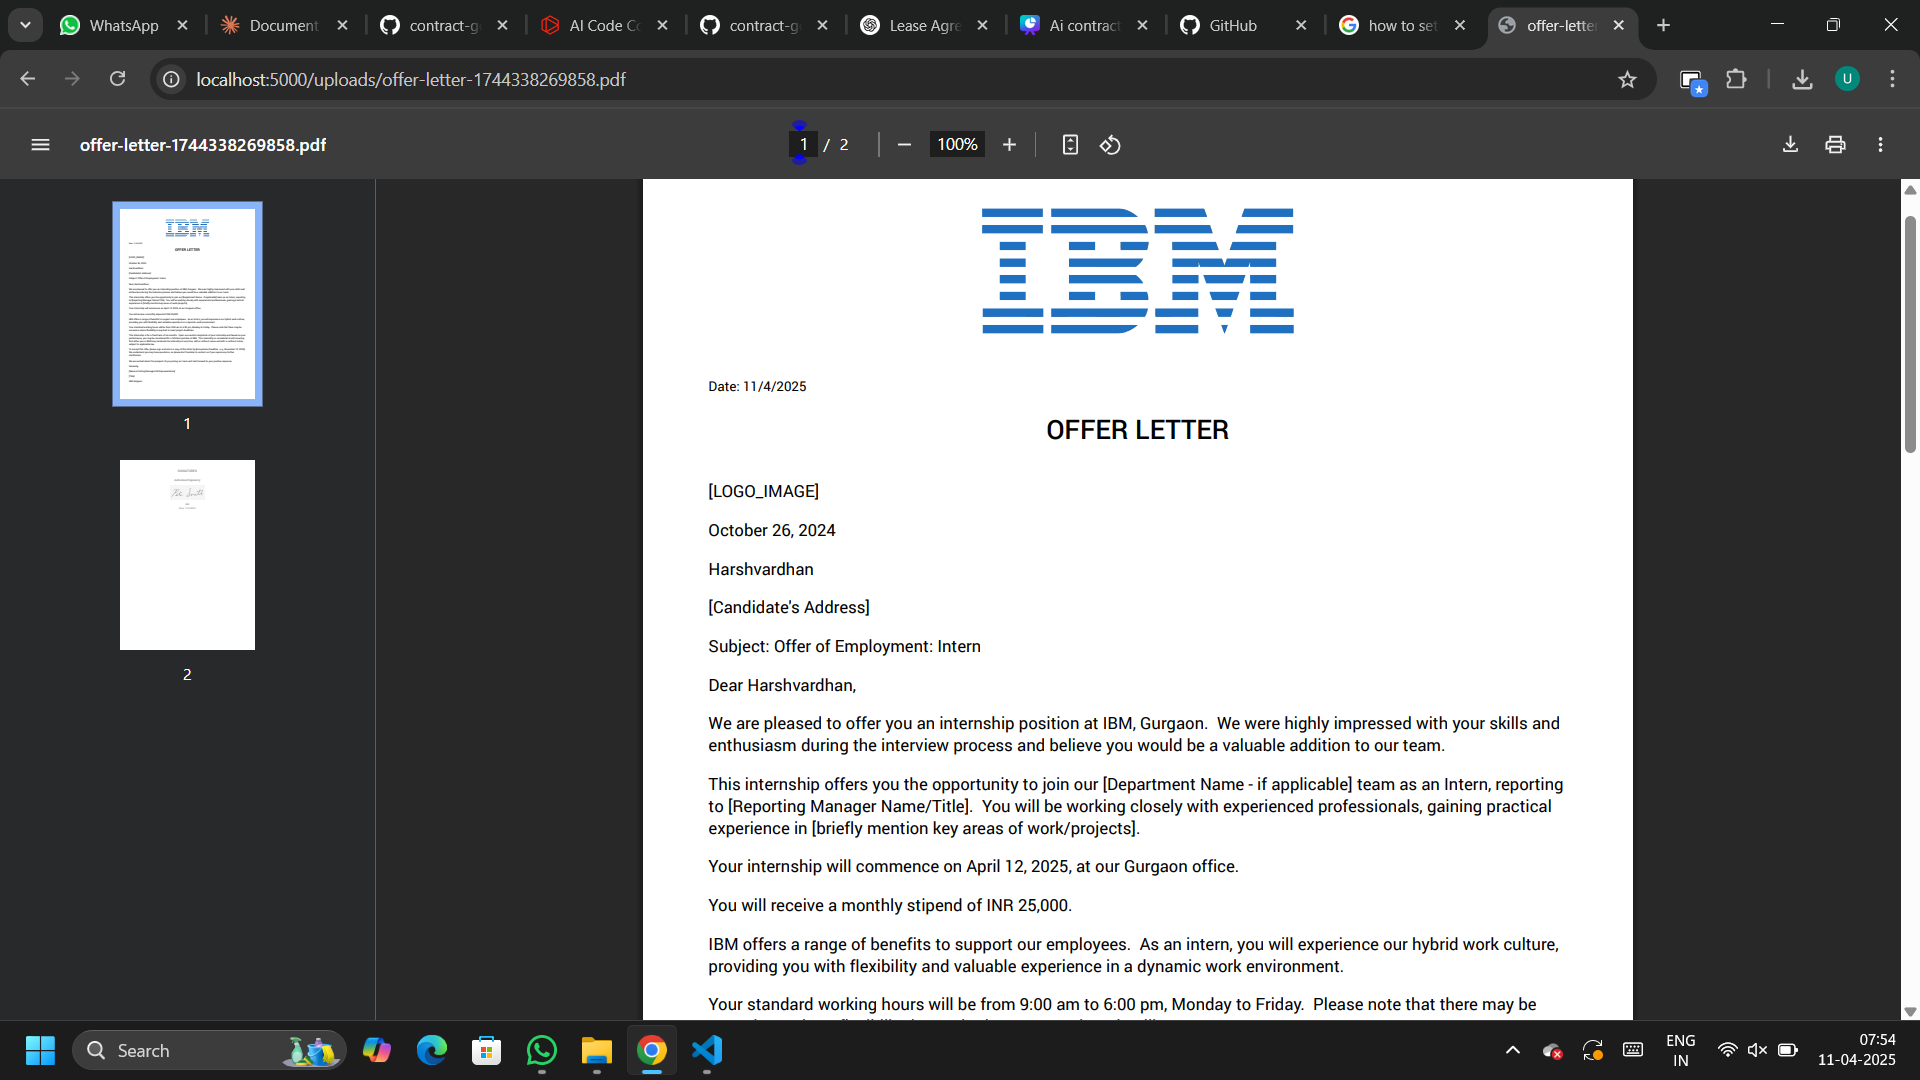 WhatsApp
Document
contract-g
AI Code Co
contract-g
Lease Agre
Ai contract
GitHub
how to set
offer-letter
localhost:5000/uploads/offer-letter-1744338269858.pdf
U
offer-letter-1744338269858.pdf
1 / 2
100%
IBM
OFFER LETTER
1
2
IBM
Date: 11/4/2025
OFFER LETTER
[LOGO_IMAGE]
October 26, 2024
Harshvardhan
[Candidate's Address]
Subject: Offer of Employment: Intern
Dear Harshvardhan,
We are pleased to offer you an internship position at IBM, Gurgaon. We were highly impressed with your skills and
enthusiasm during the interview process and believe you would be a valuable addition to our team.
This internship offers you the opportunity to join our [Department Name - if applicable] team as an Intern, reporting
to [Reporting Manager Name/Title]. You will be working closely with experienced professionals, gaining practical
experience in [briefly mention key areas of work/projects].
Your internship will commence on April 12, 2025, at our Gurgaon office.
You will receive a monthly stipend of INR 25,000.
IBM offers a range of benefits to support our employees. As an intern, you will experience our hybrid work culture,
providing you with flexibility and valuable experience in a dynamic work environment.
Your standard working hours will be from 9:00 am to 6:00 pm, Monday to Friday. Please note that there may be
Search
ENG
IN
07:54
11-04-2025